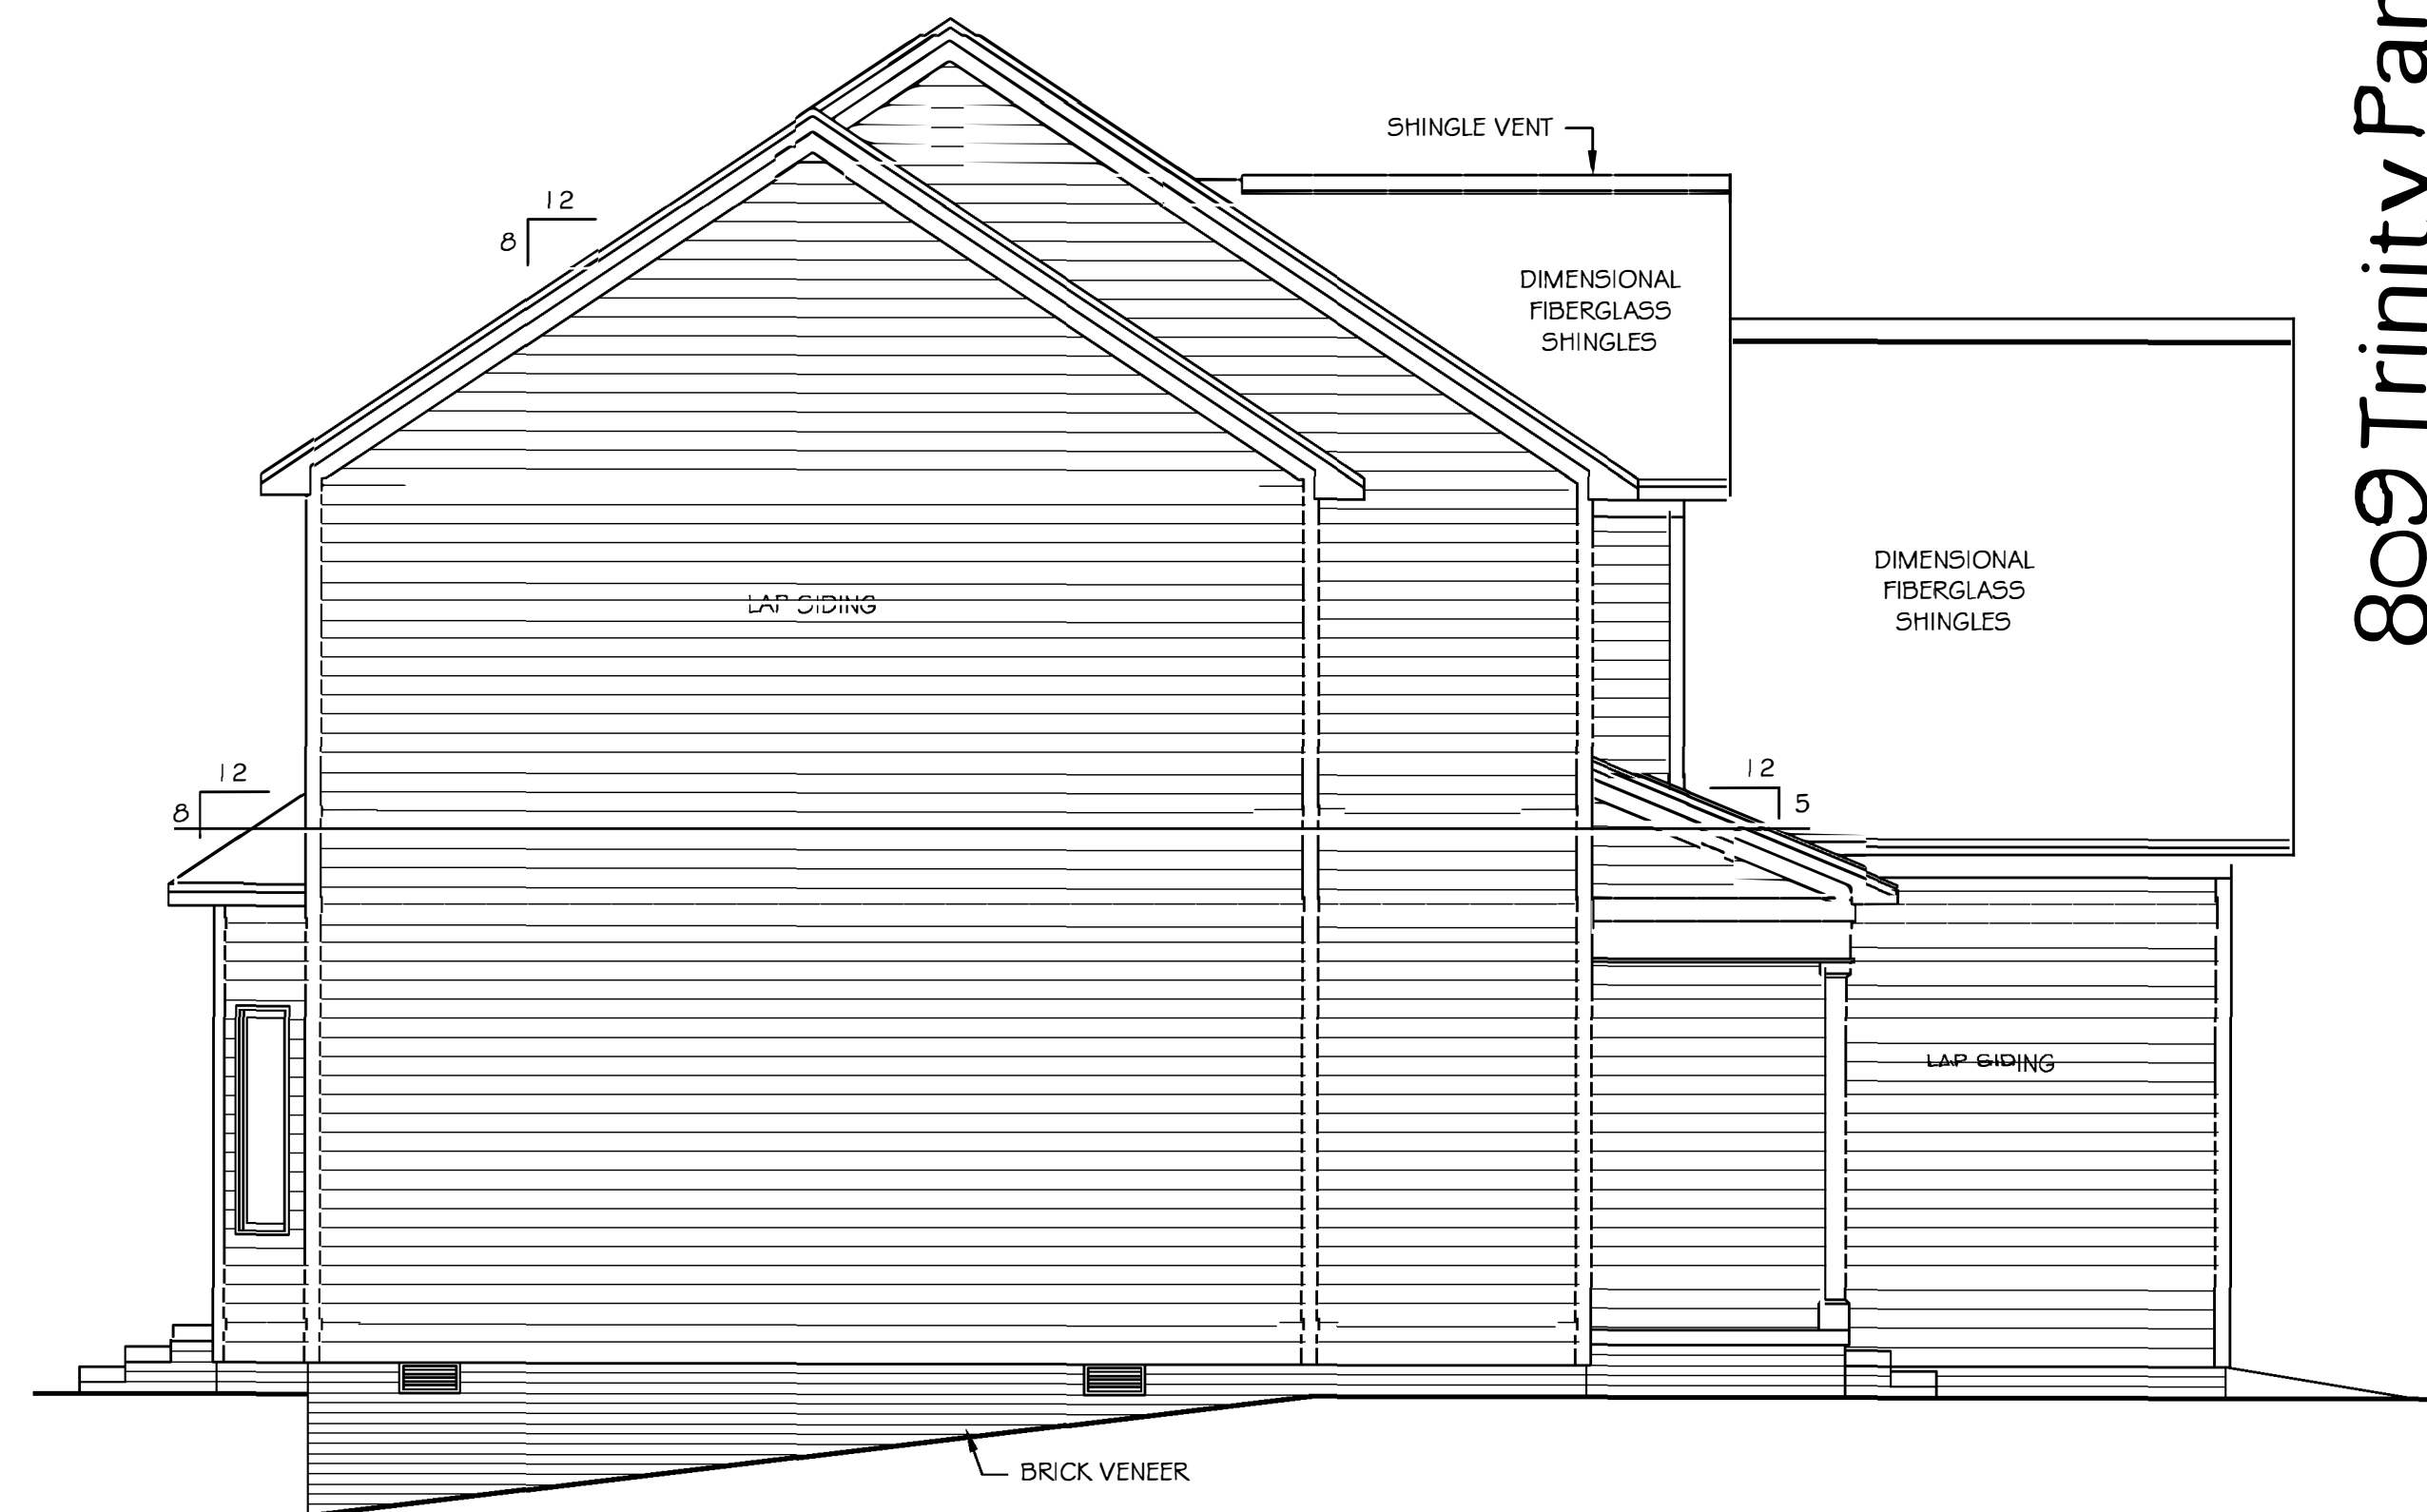 SHINGLE VENT
12
8
DIMENSIONAL
FIBERGLASS
SHINGLES
DIMENSIONAL
FIBERGLASS
SHINGLES
LAP SIDING
12
8
12
5
LAP SIDING
BRICK VENEER
809 Trinity